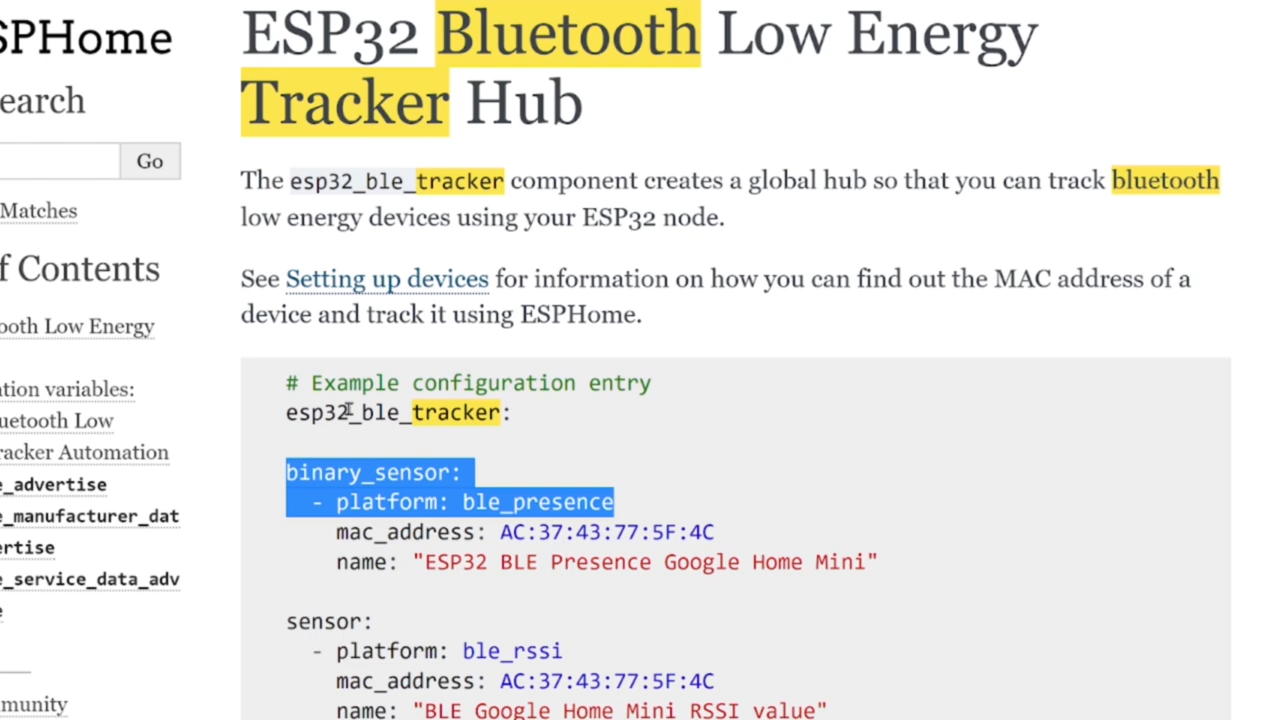 SPHome
earch
Go
Matches
f Contents
ooth Low Energy
ation variables:
uetooth Low
racker Automation
e_advertise
e_manufacturer_dat
ertise
e_service_data_adv
e
munity
ESP32 Bluetooth Low Energy
Tracker Hub
The esp32_ble_tracker component creates a global hub so that you can track bluetooth
low energy devices using your ESP32 node.
See Setting up devices for information on how you can find out the MAC address of a
device and track it using ESPHome.
# Example configuration entry
esp32_ble_tracker:
binary_sensor:
- platform: ble_presence
mac_address: AC:37:43:77:5F:4C
name: "ESP32 BLE Presence Google Home Mini"
sensor:
- platform: ble_rssi
mac_address: AC:37:43:77:5F:4C
name: "BLE Google Home Mini RSSI value"